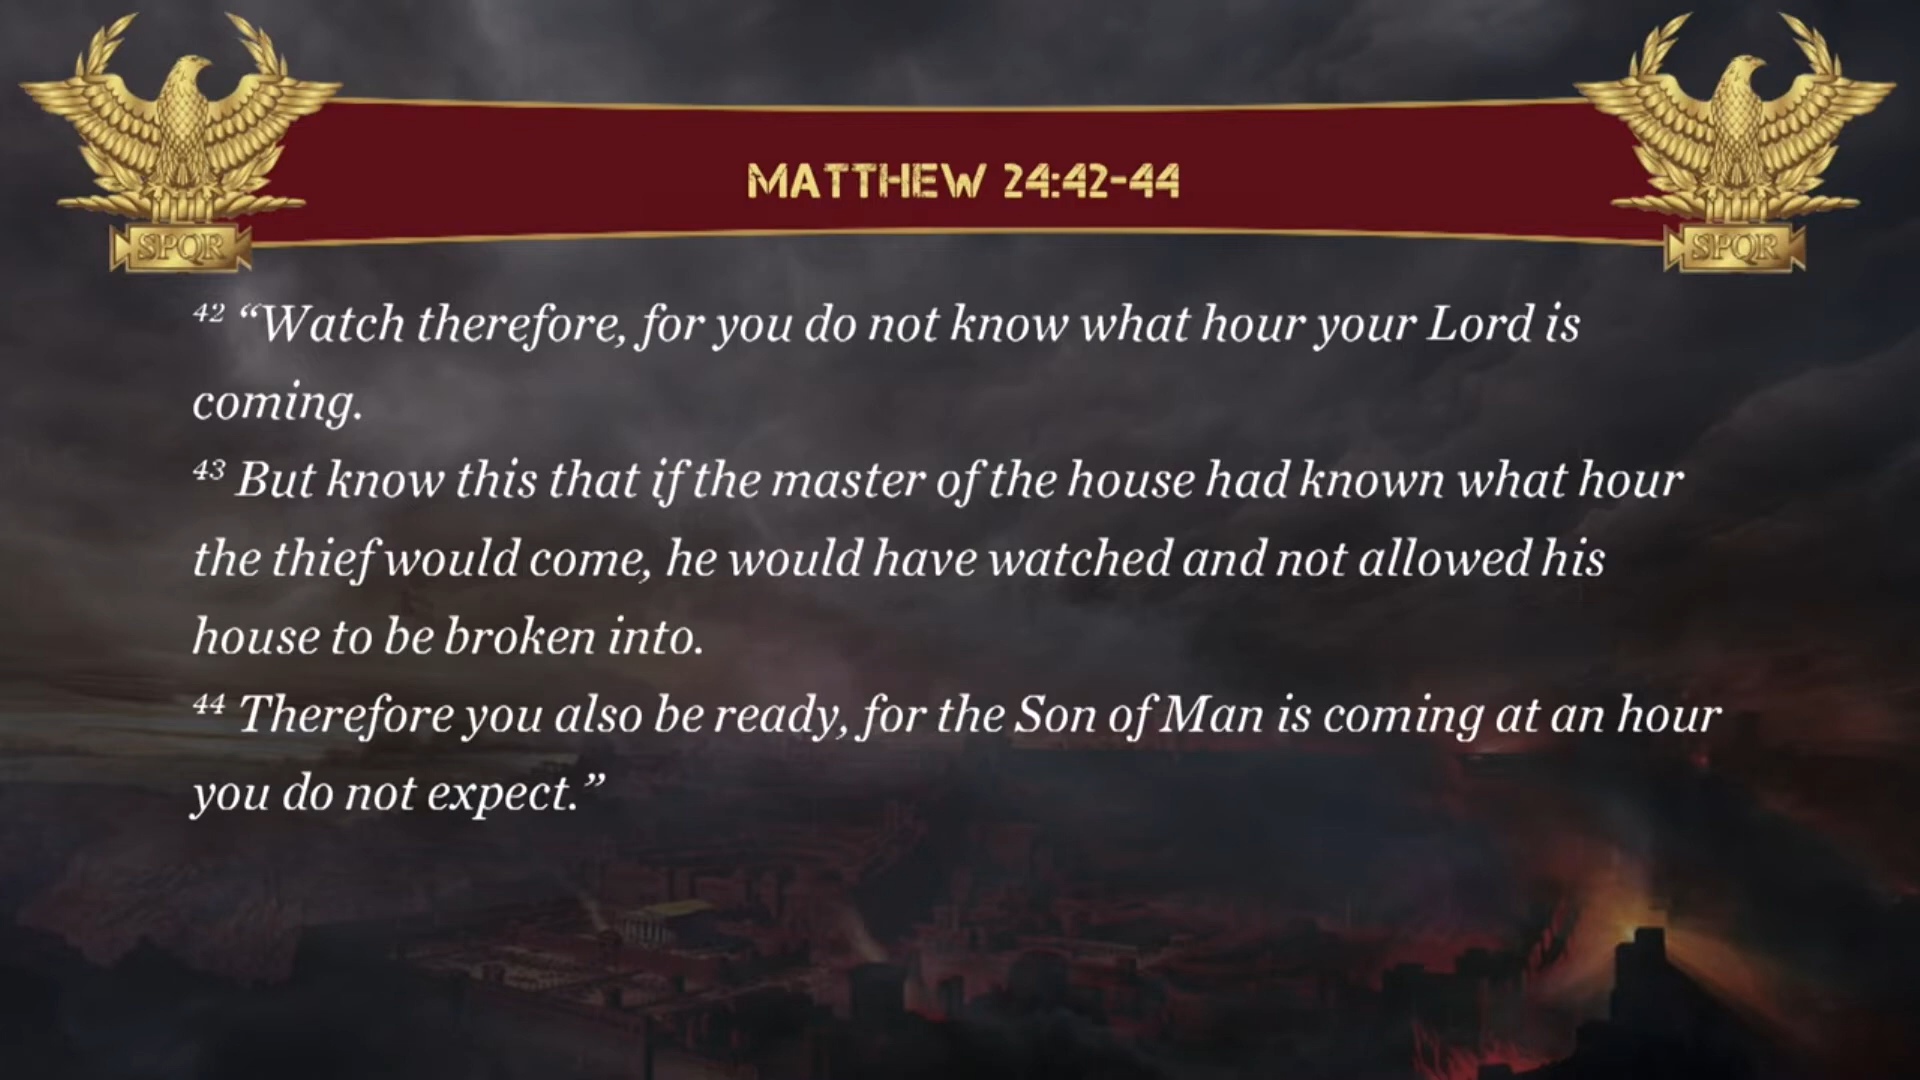 MATTHEW 24:42-44
SPQR
SPQR
42 “Watch therefore, for you do not know what hour your Lord is
coming.
43 But know this that if the master of the house had known what hour
the thief would come, he would have watched and not allowed his
house to be broken into.
44 Therefore you also be ready, for the Son of Man is coming at an hour
you do not expect.”